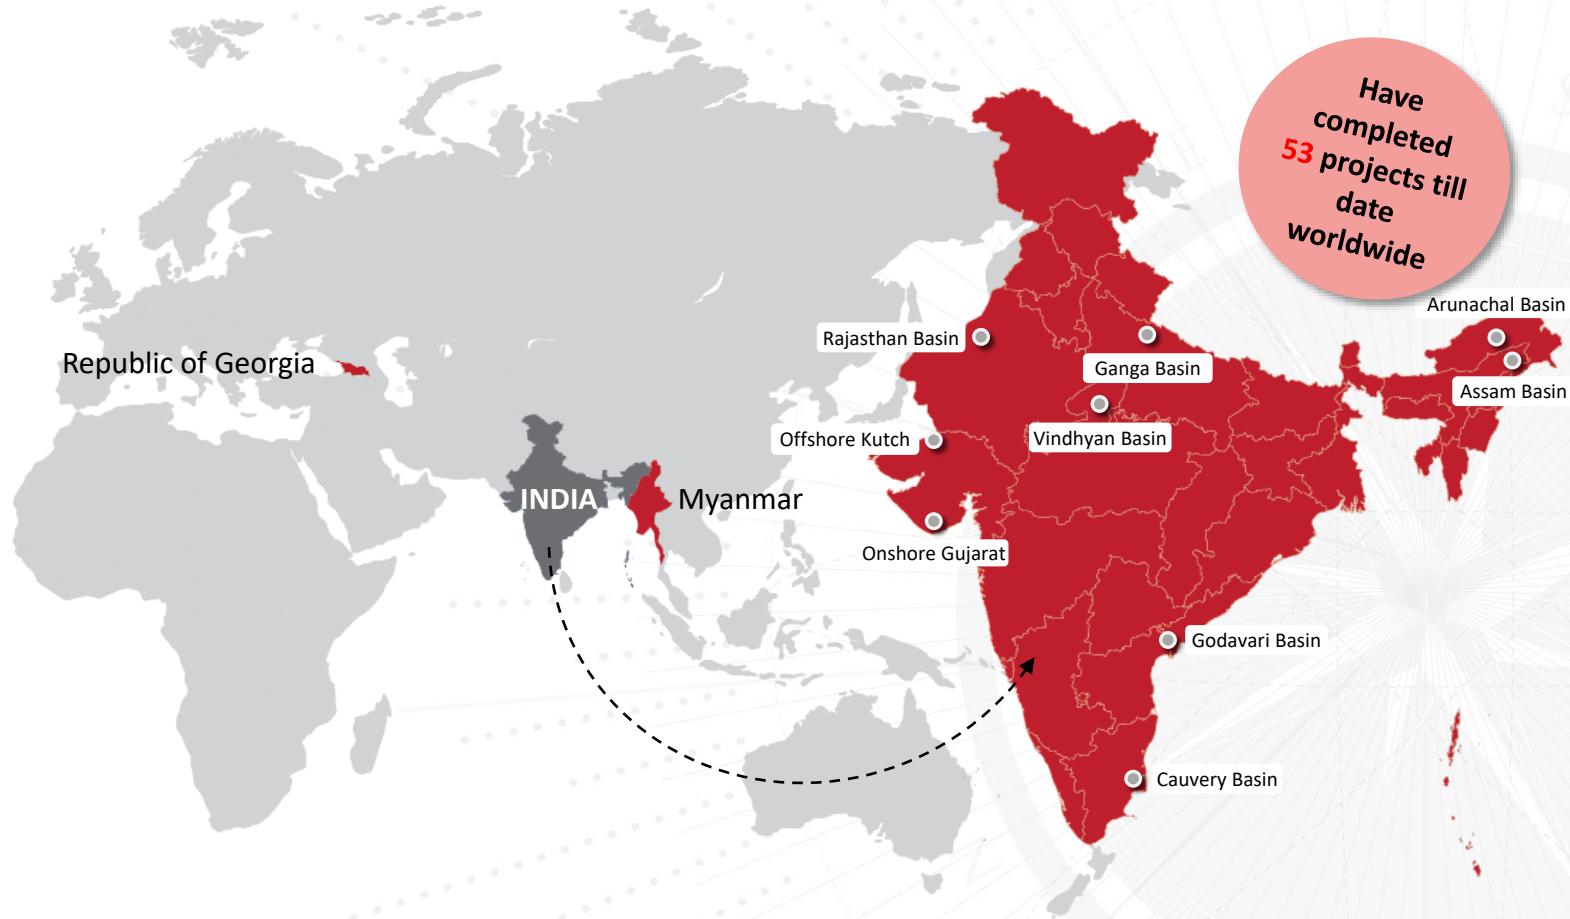 Have
completed
53 projects till
date
worldwide
Arunachal Basin
Rajasthan Basin
Ganga Basin
Republic of Georgia
Assam Basin
Offshore Kutch
Vindhyan Basin
INDIA
Myanmar
Onshore Gujarat
Godavari Basin
Cauvery Basin